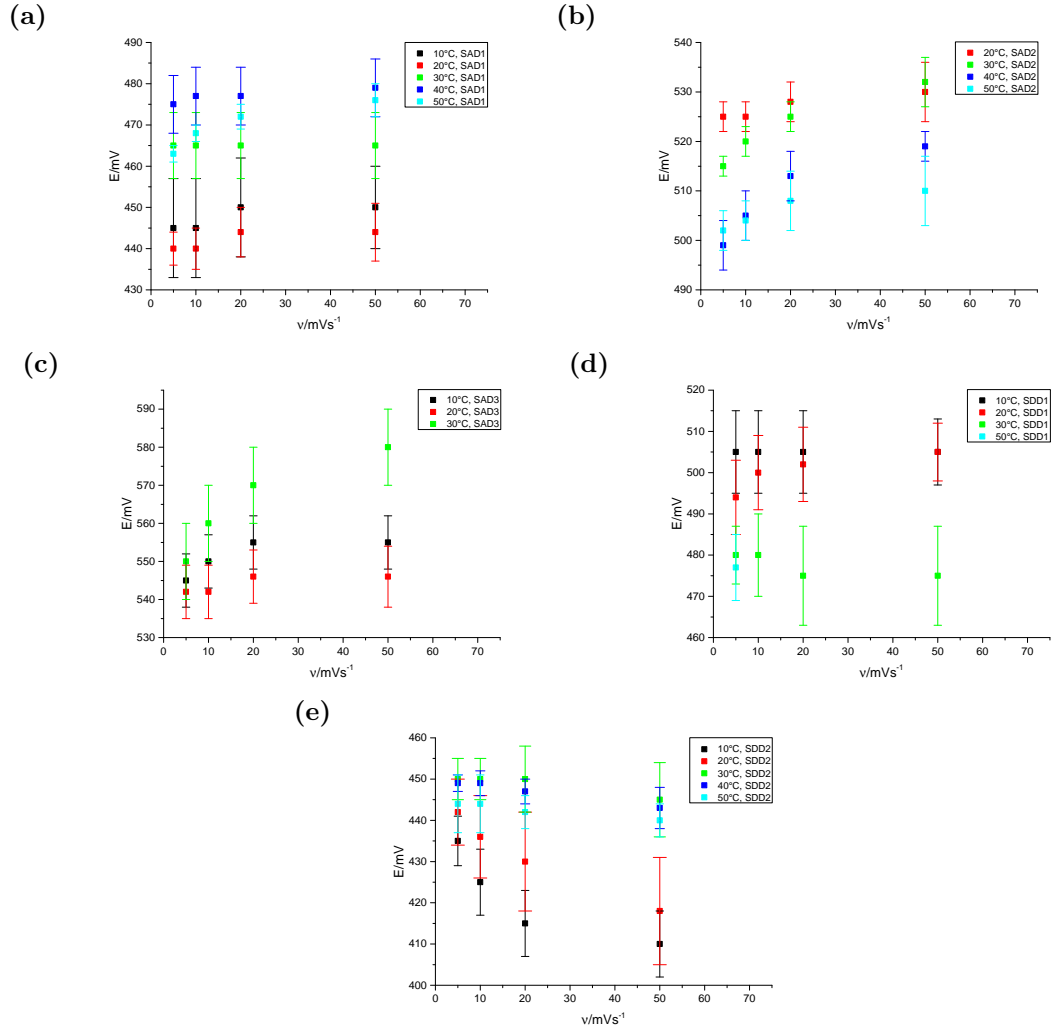 (a)
490
480
470
460
450
440
430
E/mV
0 10 20 30 40 50 60 70
ν/mVs-1
10°C, SAD1
20°C, SAD1
30°C, SAD1
40°C, SAD1
50°C, SAD1
(b)
540
530
520
510
500
490
E/mV
0 10 20 30 40 50 60 70
ν/mVs-1
20°C, SAD2
30°C, SAD2
40°C, SAD2
50°C, SAD2
(c)
590
580
570
560
550
540
530
E/mV
0 10 20 30 40 50 60 70
ν/mVs-1
10°C, SAD3
20°C, SAD3
30°C, SAD3
(d)
520
510
500
490
480
470
460
E/mV
0 10 20 30 40 50 60 70
ν/mVs-1
10°C, SDD1
20°C, SDD1
30°C, SDD1
50°C, SDD1
(e)
460
450
440
430
420
410
400
E/mV
0 10 20 30 40 50 60 70
ν/mVs-1
10°C, SDD2
20°C, SDD2
30°C, SDD2
40°C, SDD2
50°C, SDD2